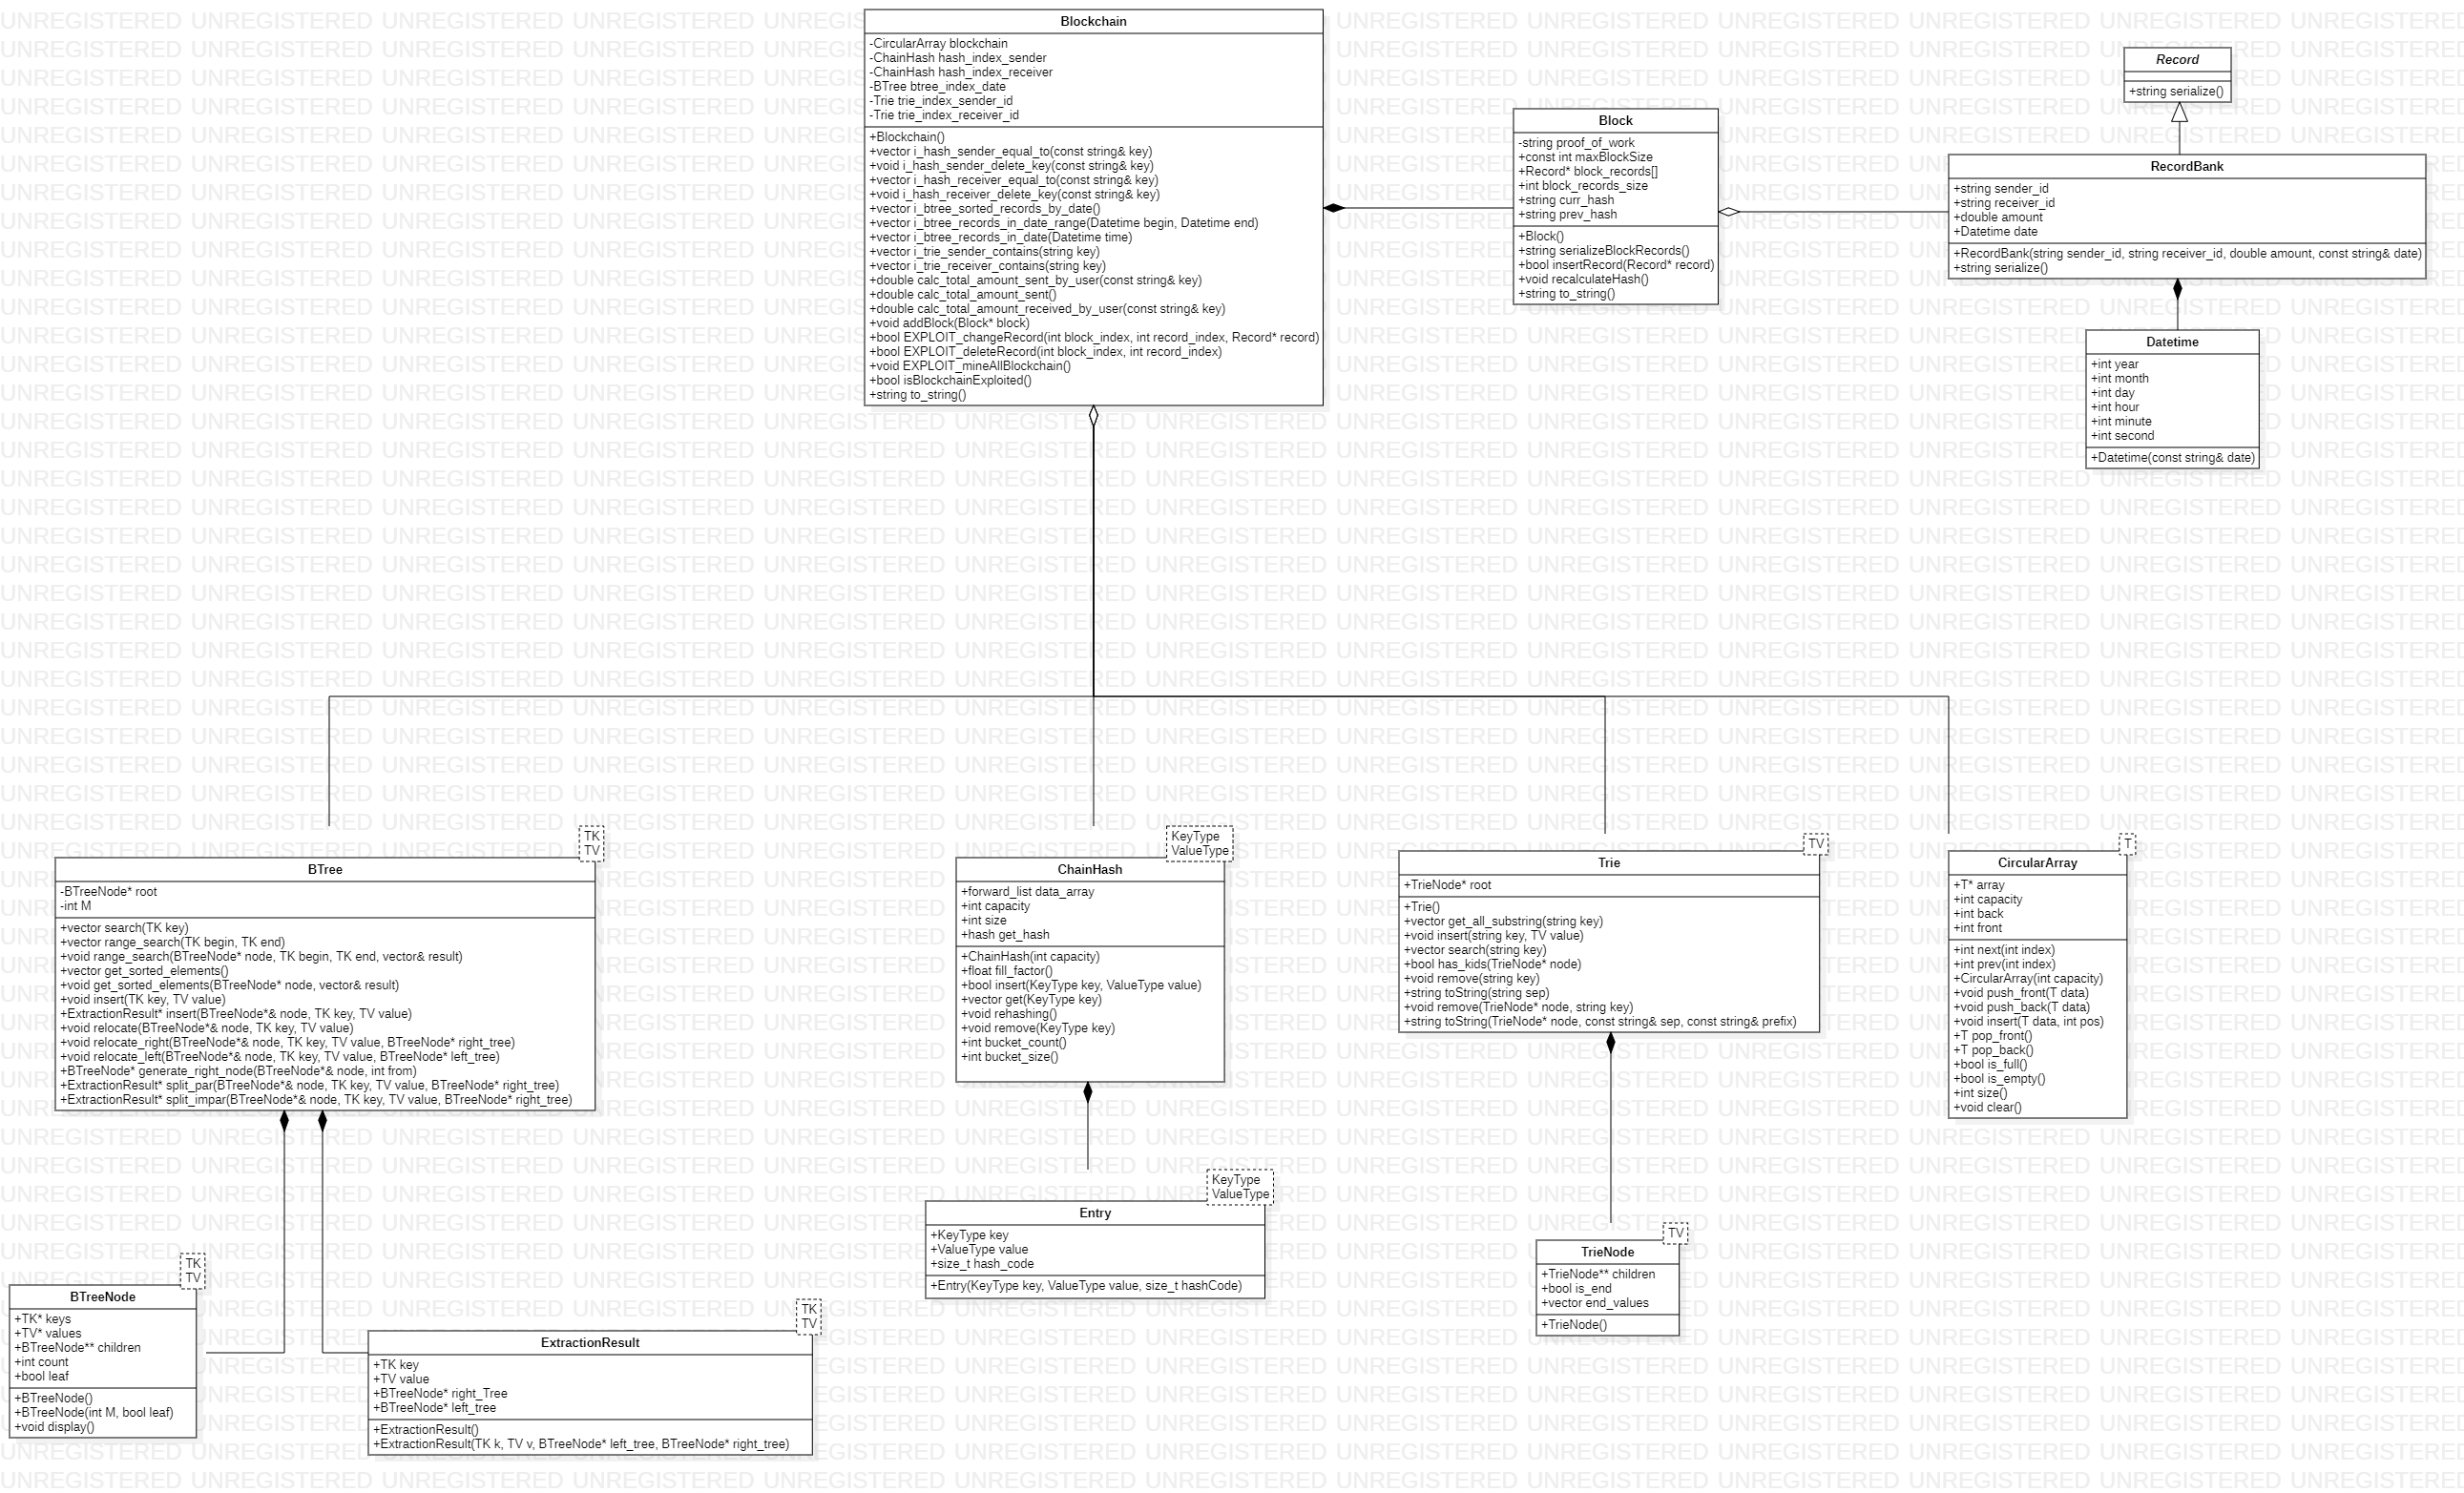 Blockchain
-CircularArray blockchain
-ChainHash hash_index_sender
-ChainHash hash_index_receiver
-BTree btree_index_date
-Trie trie_index_sender_id
-Trie trie_index_receiver_id
+Blockchain()
+vector i_hash_sender_equal_to(const string& key)
+void i_hash_sender_delete_key(const string& key)
+vector i_hash_receiver_equal_to(const string& key)
+void i_hash_receiver_delete_key(const string& key)
+vector i_btree_sorted_records_by_date()
+vector i_btree_records_in_date_range(Datetime begin, Datetime end)
+vector i_btree_records_in_date(Datetime time)
+vector i_trie_sender_contains(string key)
+vector i_trie_receiver_contains(string key)
+double calc_total_amount_sent_by_user(const string& key)
+double calc_total_amount_sent()
+double calc_total_amount_received_by_user(const string& key)
+void addBlock(Block* block)
+bool EXPLOIT_changeRecord(int block_index, int record_index, Record* record)
+bool EXPLOIT_deleteRecord(int block_index, int record_index)
+void EXPLOIT_mineAllBlockchain()
+bool isBlockchainExploited()
+string to_string()
Block
-string proof_of_work
+const int maxBlockSize
+Record* block_records[]
+int block_records_size
+string curr_hash
+string prev_hash
+Block()
+string serializeBlockRecords()
+bool insertRecord(Record* record)
+void recalculateHash()
+string to_string()
Record
+string serialize()
RecordBank
+string sender_id
+string receiver_id
+double amount
+Datetime date
+RecordBank(string sender_id, string receiver_id, double amount, const string& date)
+string serialize()
Datetime
+int year
+int month
+int day
+int hour
+int minute
+int second
+Datetime(const string& date)
TK
TV
BTree
-BTreeNode* root
-int M
+vector search(TK key)
+vector range_search(TK begin, TK end)
+void range_search(BTreeNode* node, TK begin, TK end, vector& result)
+vector get_sorted_elements()
+void get_sorted_elements(BTreeNode* node, vector& result)
+void insert(TK key, TV value)
+ExtractionResult* insert(BTreeNode*& node, TK key, TV value)
+void relocate(BTreeNode*& node, TK key, TV value)
+void relocate_right(BTreeNode*& node, TK key, TV value, BTreeNode* right_tree)
+void relocate_left(BTreeNode*& node, TK key, TV value, BTreeNode* left_tree)
+BTreeNode* generate_right_node(BTreeNode*& node, int from)
+ExtractionResult* split_par(BTreeNode*& node, TK key, TV value, BTreeNode* right_tree)
+ExtractionResult* split_impar(BTreeNode*& node, TK key, TV value, BTreeNode* right_tree)
KeyType
ValueType
ChainHash
+forward_list data_array
+int capacity
+int size
+hash get_hash
+ChainHash(int capacity)
+float fill_factor()
+bool insert(KeyType key, ValueType value)
+vector get(KeyType key)
+void rehashing()
+void remove(KeyType key)
+int bucket_count()
+int bucket_size()
TV
Trie
+TrieNode* root
+Trie()
+vector get_all_substring(string key)
+void insert(string key, TV value)
+vector search(string key)
+bool has_kids(TrieNode* node)
+void remove(string key)
+string toString(string sep)
+void remove(TrieNode* node, string key)
+string toString(TrieNode* node, const string& sep, const string& prefix)
T
CircularArray
+T* array
+int capacity
+int back
+int front
+int next(int index)
+int prev(int index)
+CircularArray(int capacity)
+void push_front(T data)
+void push_back(T data)
+void insert(T data, int pos)
+T pop_front()
+T pop_back()
+bool is_full()
+bool is_empty()
+int size()
+void clear()
TK
TV
BTreeNode
+TK* keys
+TV* values
+BTreeNode** children
+int count
+bool leaf
+BTreeNode()
+BTreeNode(int M, bool leaf)
+void display()
TK
TV
ExtractionResult
+TK key
+TV value
+BTreeNode* right_Tree
+BTreeNode* left_tree
+ExtractionResult()
+ExtractionResult(TK k, TV v, BTreeNode* left_tree, BTreeNode* right_tree)
KeyType
ValueType
Entry
+KeyType key
+ValueType value
+size_t hash_code
+Entry(KeyType key, ValueType value, size_t hashCode)
TV
TrieNode
+TrieNode** children
+bool is_end
+vector end_values
+TrieNode()
UNREGISTERED